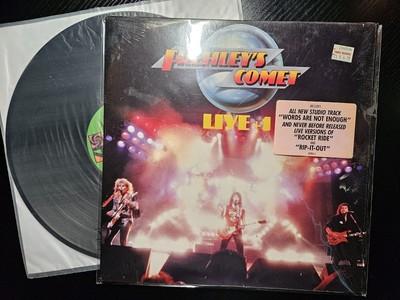 FREHLEY'S
COMET
LIVE+1
INCLUDES
ALL NEW STUDIO TRACK
"WORDS ARE NOT ENOUGH"
AND NEVER BEFORE RELEASED
LIVE VERSIONS OF
"ROCKET RIDE"
AND
"RIP-IT-OUT"